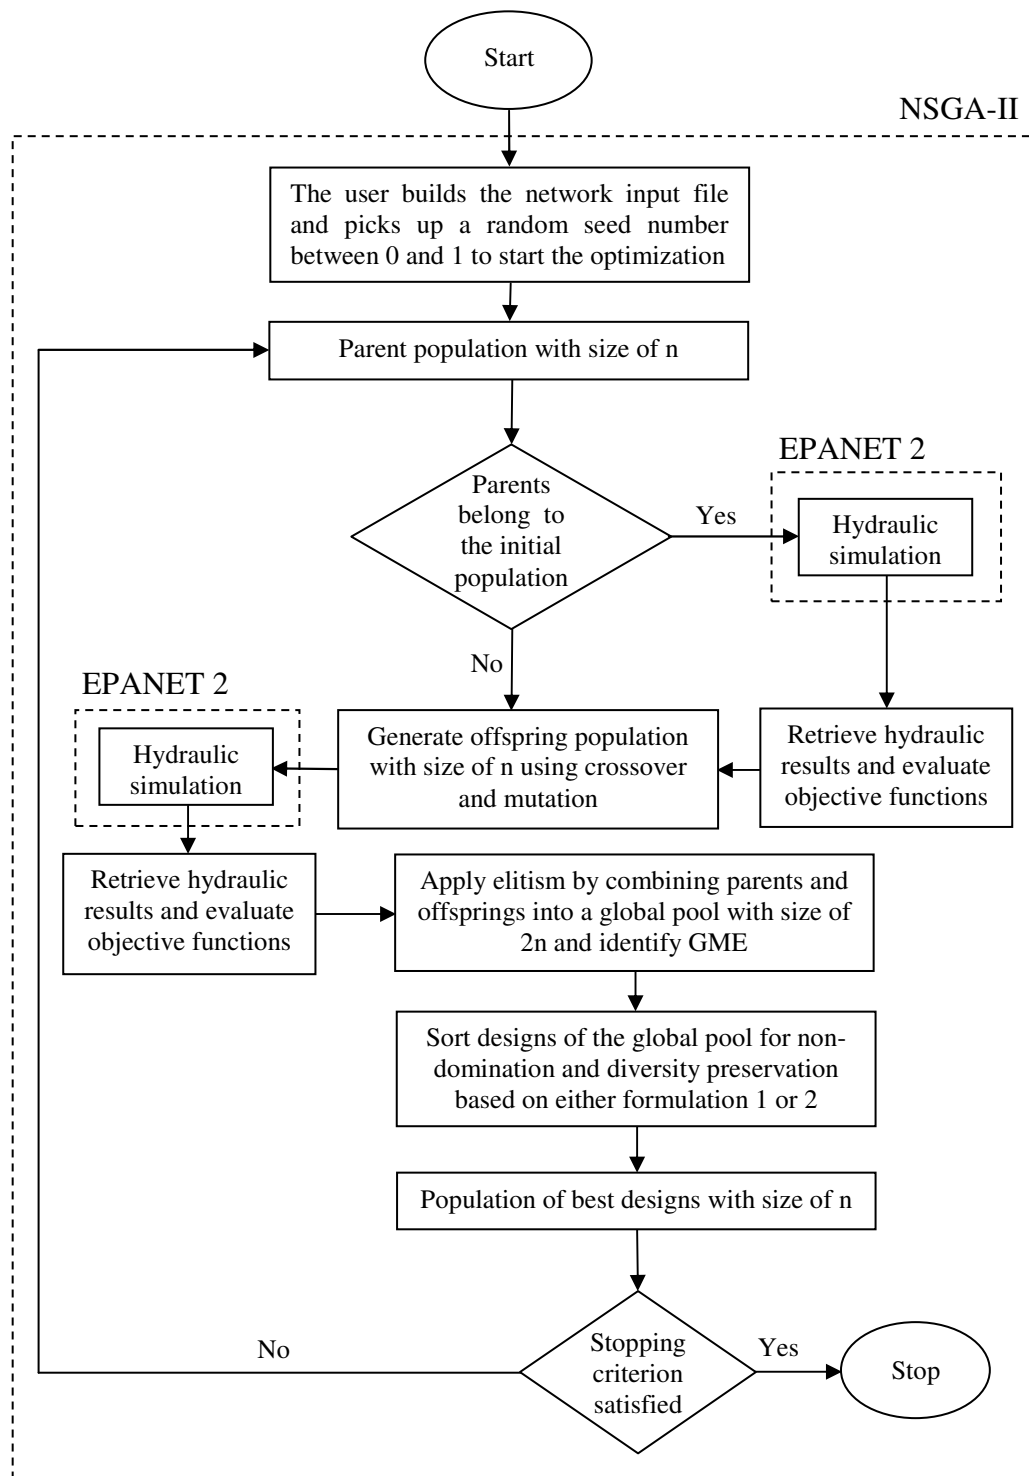 Start
NSGA-II
The user builds the network input file
and picks up a random seed number
between 0 and 1 to start the optimization
Parent population with size of n
Parents
belong to
the initial
population
Yes
EPANET 2
Hydraulic
simulation
No
EPANET 2
Hydraulic
simulation
Generate offspring population
with size of n using crossover
and mutation
Retrieve hydraulic
results and evaluate
objective functions
Retrieve hydraulic
results and evaluate
objective functions
Apply elitism by combining parents and
offsprings into a global pool with size of
2n and identify GME
Sort designs of the global pool for non-
domination and diversity preservation
based on either formulation 1 or 2
Population of best designs with size of n
No
Stopping
criterion
satisfied
Yes
Stop